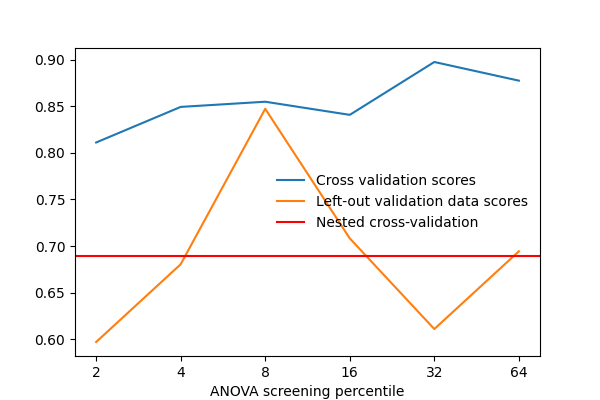 0.90
0.85
0.80
0.75
0.70
0.65
0.60
Cross validation scores
Left-out validation data scores
Nested cross-validation
2 4 8 16 32 64
ANOVA screening percentile